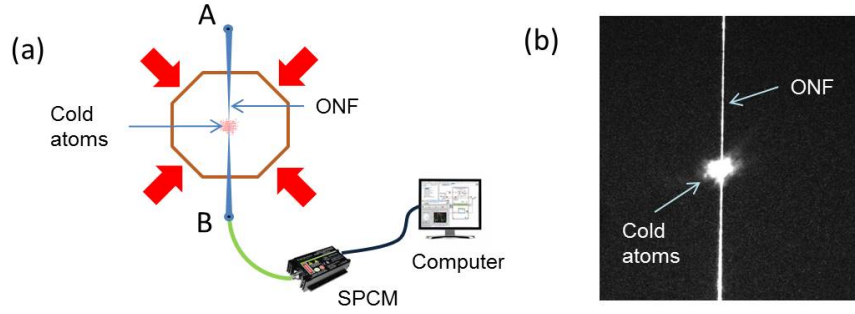 (a)
A
ONF
Cold
atoms
B
SPCM
Computer
(b)
ONF
Cold
atoms